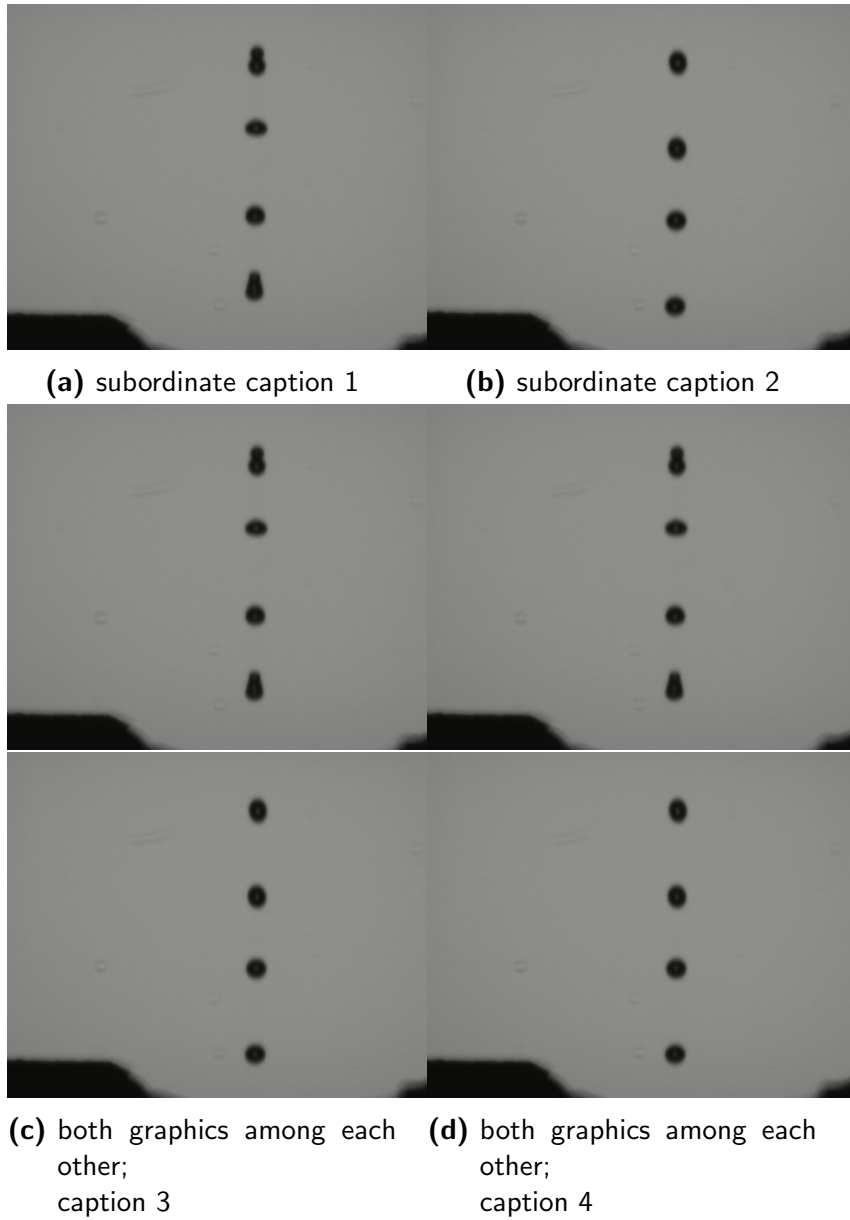 (a) subordinate caption 1
(b) subordinate caption 2
(c) both graphics among each
other;
caption 3
(d) both graphics among each
other;
caption 4